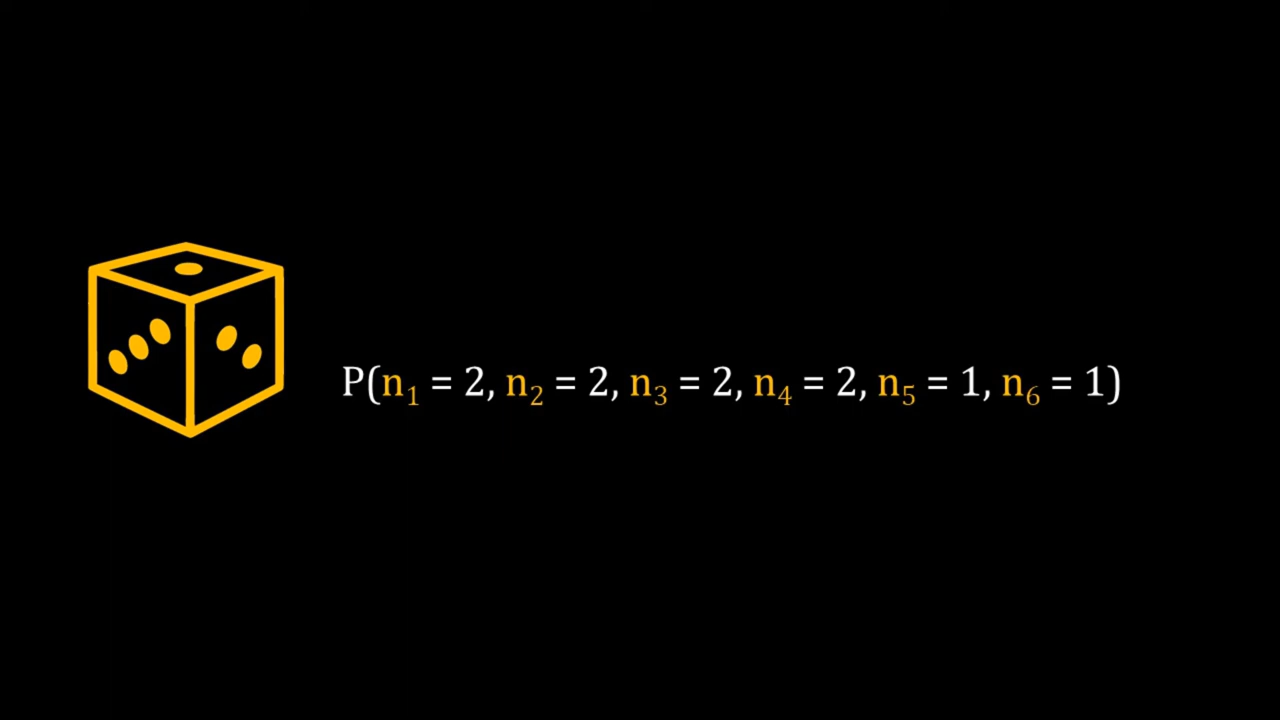 P(n₁ = 2, n₂ = 2, n₃ = 2, n₄ = 2, n₅ = 1, n₆ = 1)